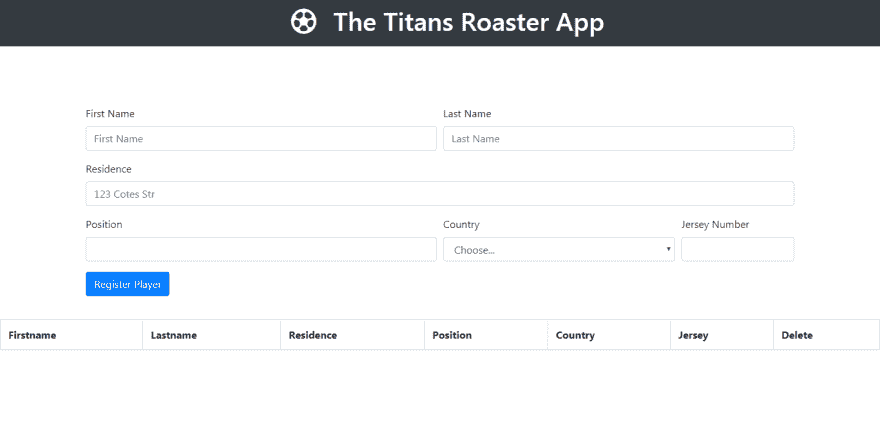 The Titans Roaster App
First Name Last Name
First Name Last Name
Residence
123 Cotes Str
Position Country Jersey Number
Choose...
Register Player
Firstname Lastname Residence Position Country Jersey Delete